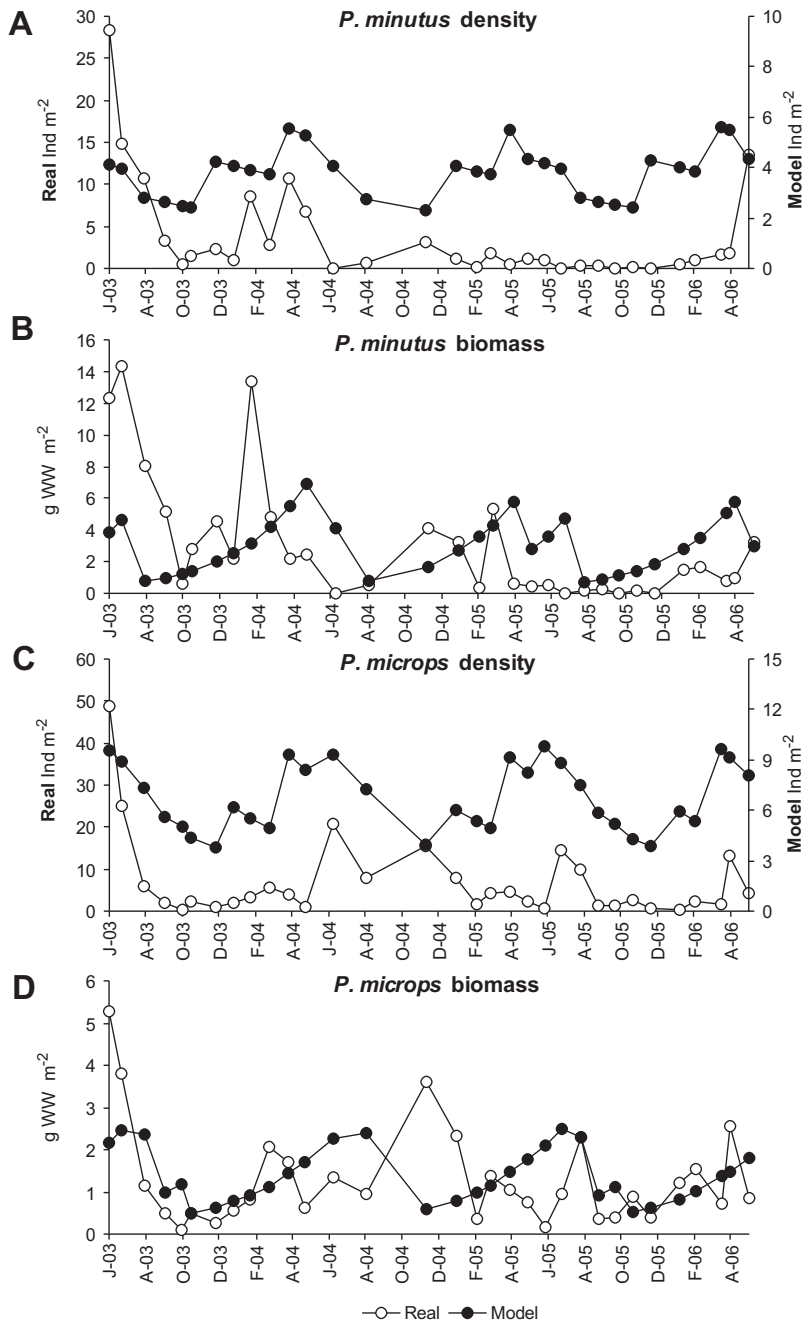 A
P. minutus density
30
25
20
15
10
5
0
Real Ind m-2
10
8
6
4
2
0
Model Ind m-2
J-03 A-03 O-03 D-03 F-04 A-04 J-04 A-04 O-04 D-04 F-05 A-05 J-05 A-05 O-05 D-05 F-06 A-06
B
P. minutus biomass
16
14
12
10
8
6
4
2
0
g WW m-2
J-03 A-03 O-03 D-03 F-04 A-04 J-04 A-04 O-04 D-04 F-05 A-05 J-05 A-05 O-05 D-05 F-06 A-06
C
P. microps density
60
50
40
30
20
10
0
Real Ind m-2
15
12
9
6
3
0
Model Ind m-2
J-03 A-03 O-03 D-03 F-04 A-04 J-04 A-04 O-04 D-04 F-05 A-05 J-05 A-05 O-05 D-05 F-06 A-06
D
P. microps biomass
6
5
4
3
2
1
0
g WW m-2
J-03 A-03 O-03 D-03 F-04 A-04 J-04 A-04 O-04 D-04 F-05 A-05 J-05 A-05 O-05 D-05 F-06 A-06
Real Model